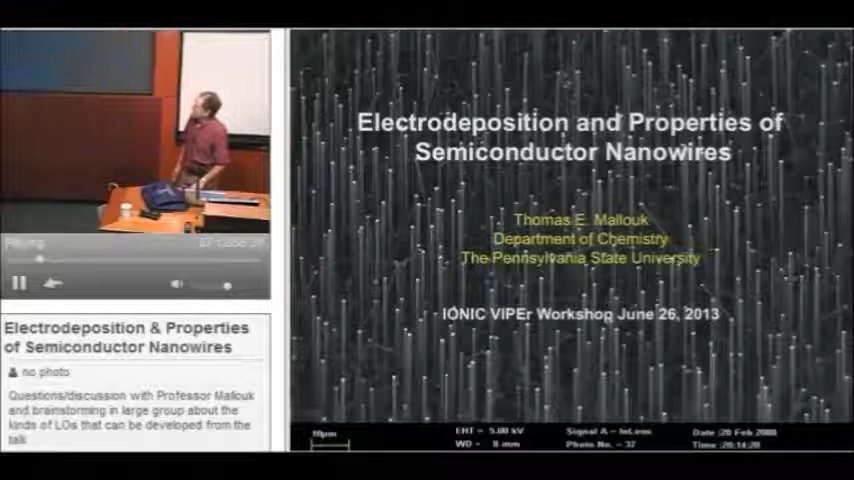 Electrodeposition and Properties of
Semiconductor Nanowires
Thomas E. Mallouk
Department of Chemistry
The Pennsylvania State University
IONIC VIPEr Workshop June 26, 2013
10µm
EHT = 5.00 kV
WD = 8 mm
Signal A = InLens
Photo No. = 37
Date :28 Feb
Playing
Electrodeposition & Properties
of Semiconductor Nanowires
no photo
Questions/discussion with Professor Mallouk
and brainstorming in large group about the
kinds of LOs that can be developed from the
talk